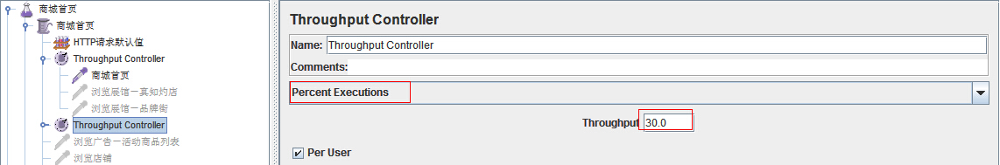 商城首页
商城首页
HTTP请求默认值
Throughput Controller
商城首页
浏览展馆—真知灼店
浏览展馆—品牌街
Throughput Controller
浏览广告—活动商品列表
浏览店铺
Throughput Controller
Name: Throughput Controller
Comments:
Percent Executions
Throughput 30.0
Per User